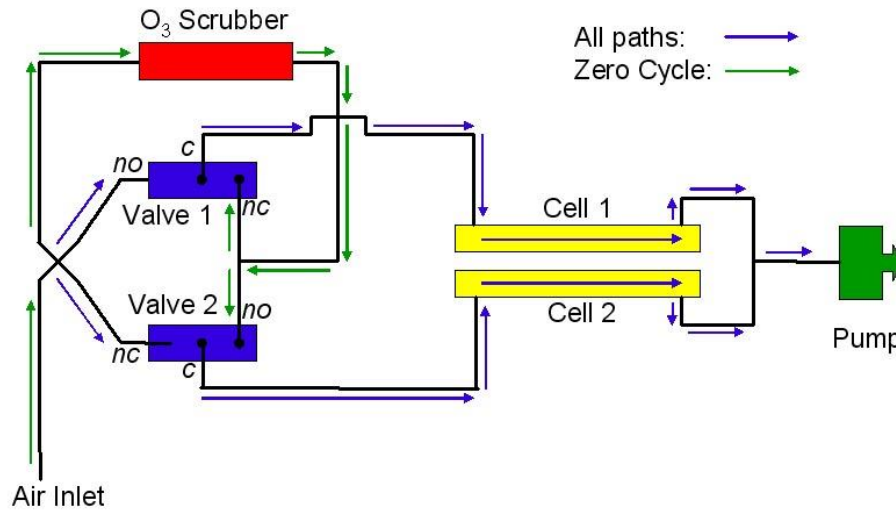 O₃ Scrubber
All paths:
Zero Cycle:
c
no
Valve 1
nc
Cell 1
Valve 2
no
Cell 2
nc
c
Pump
Air Inlet